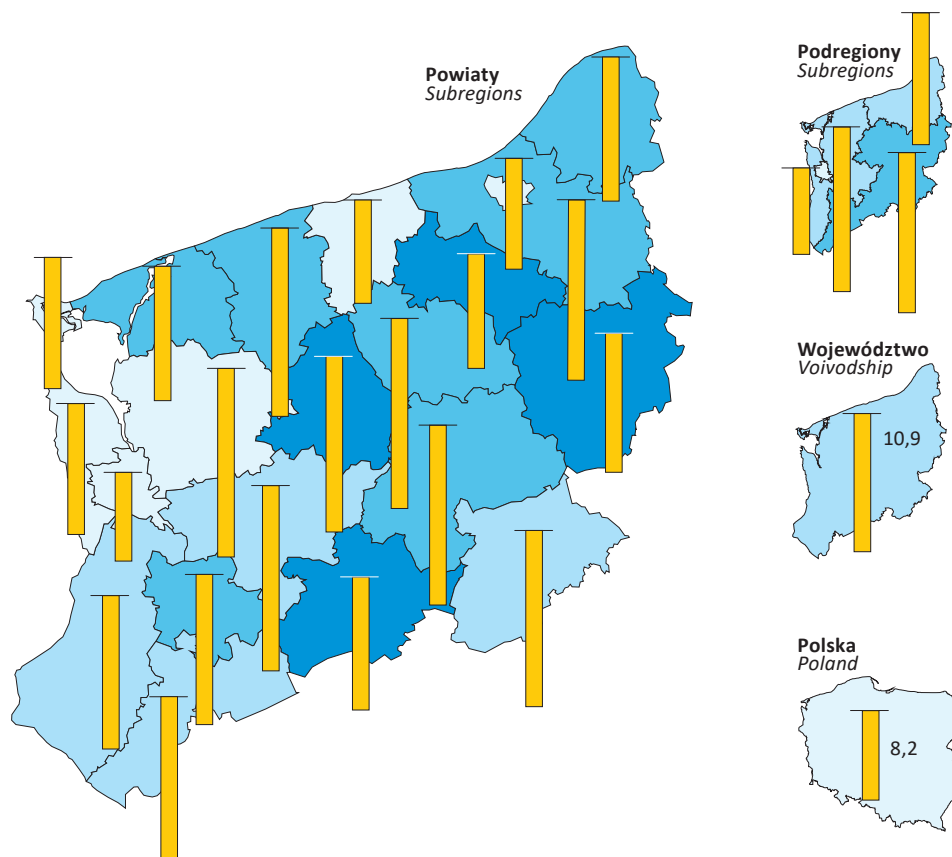 Powiaty
Subregions
Podregiony
Subregions
Województwo
Voivodship
10,9
Polska
Poland
8,2